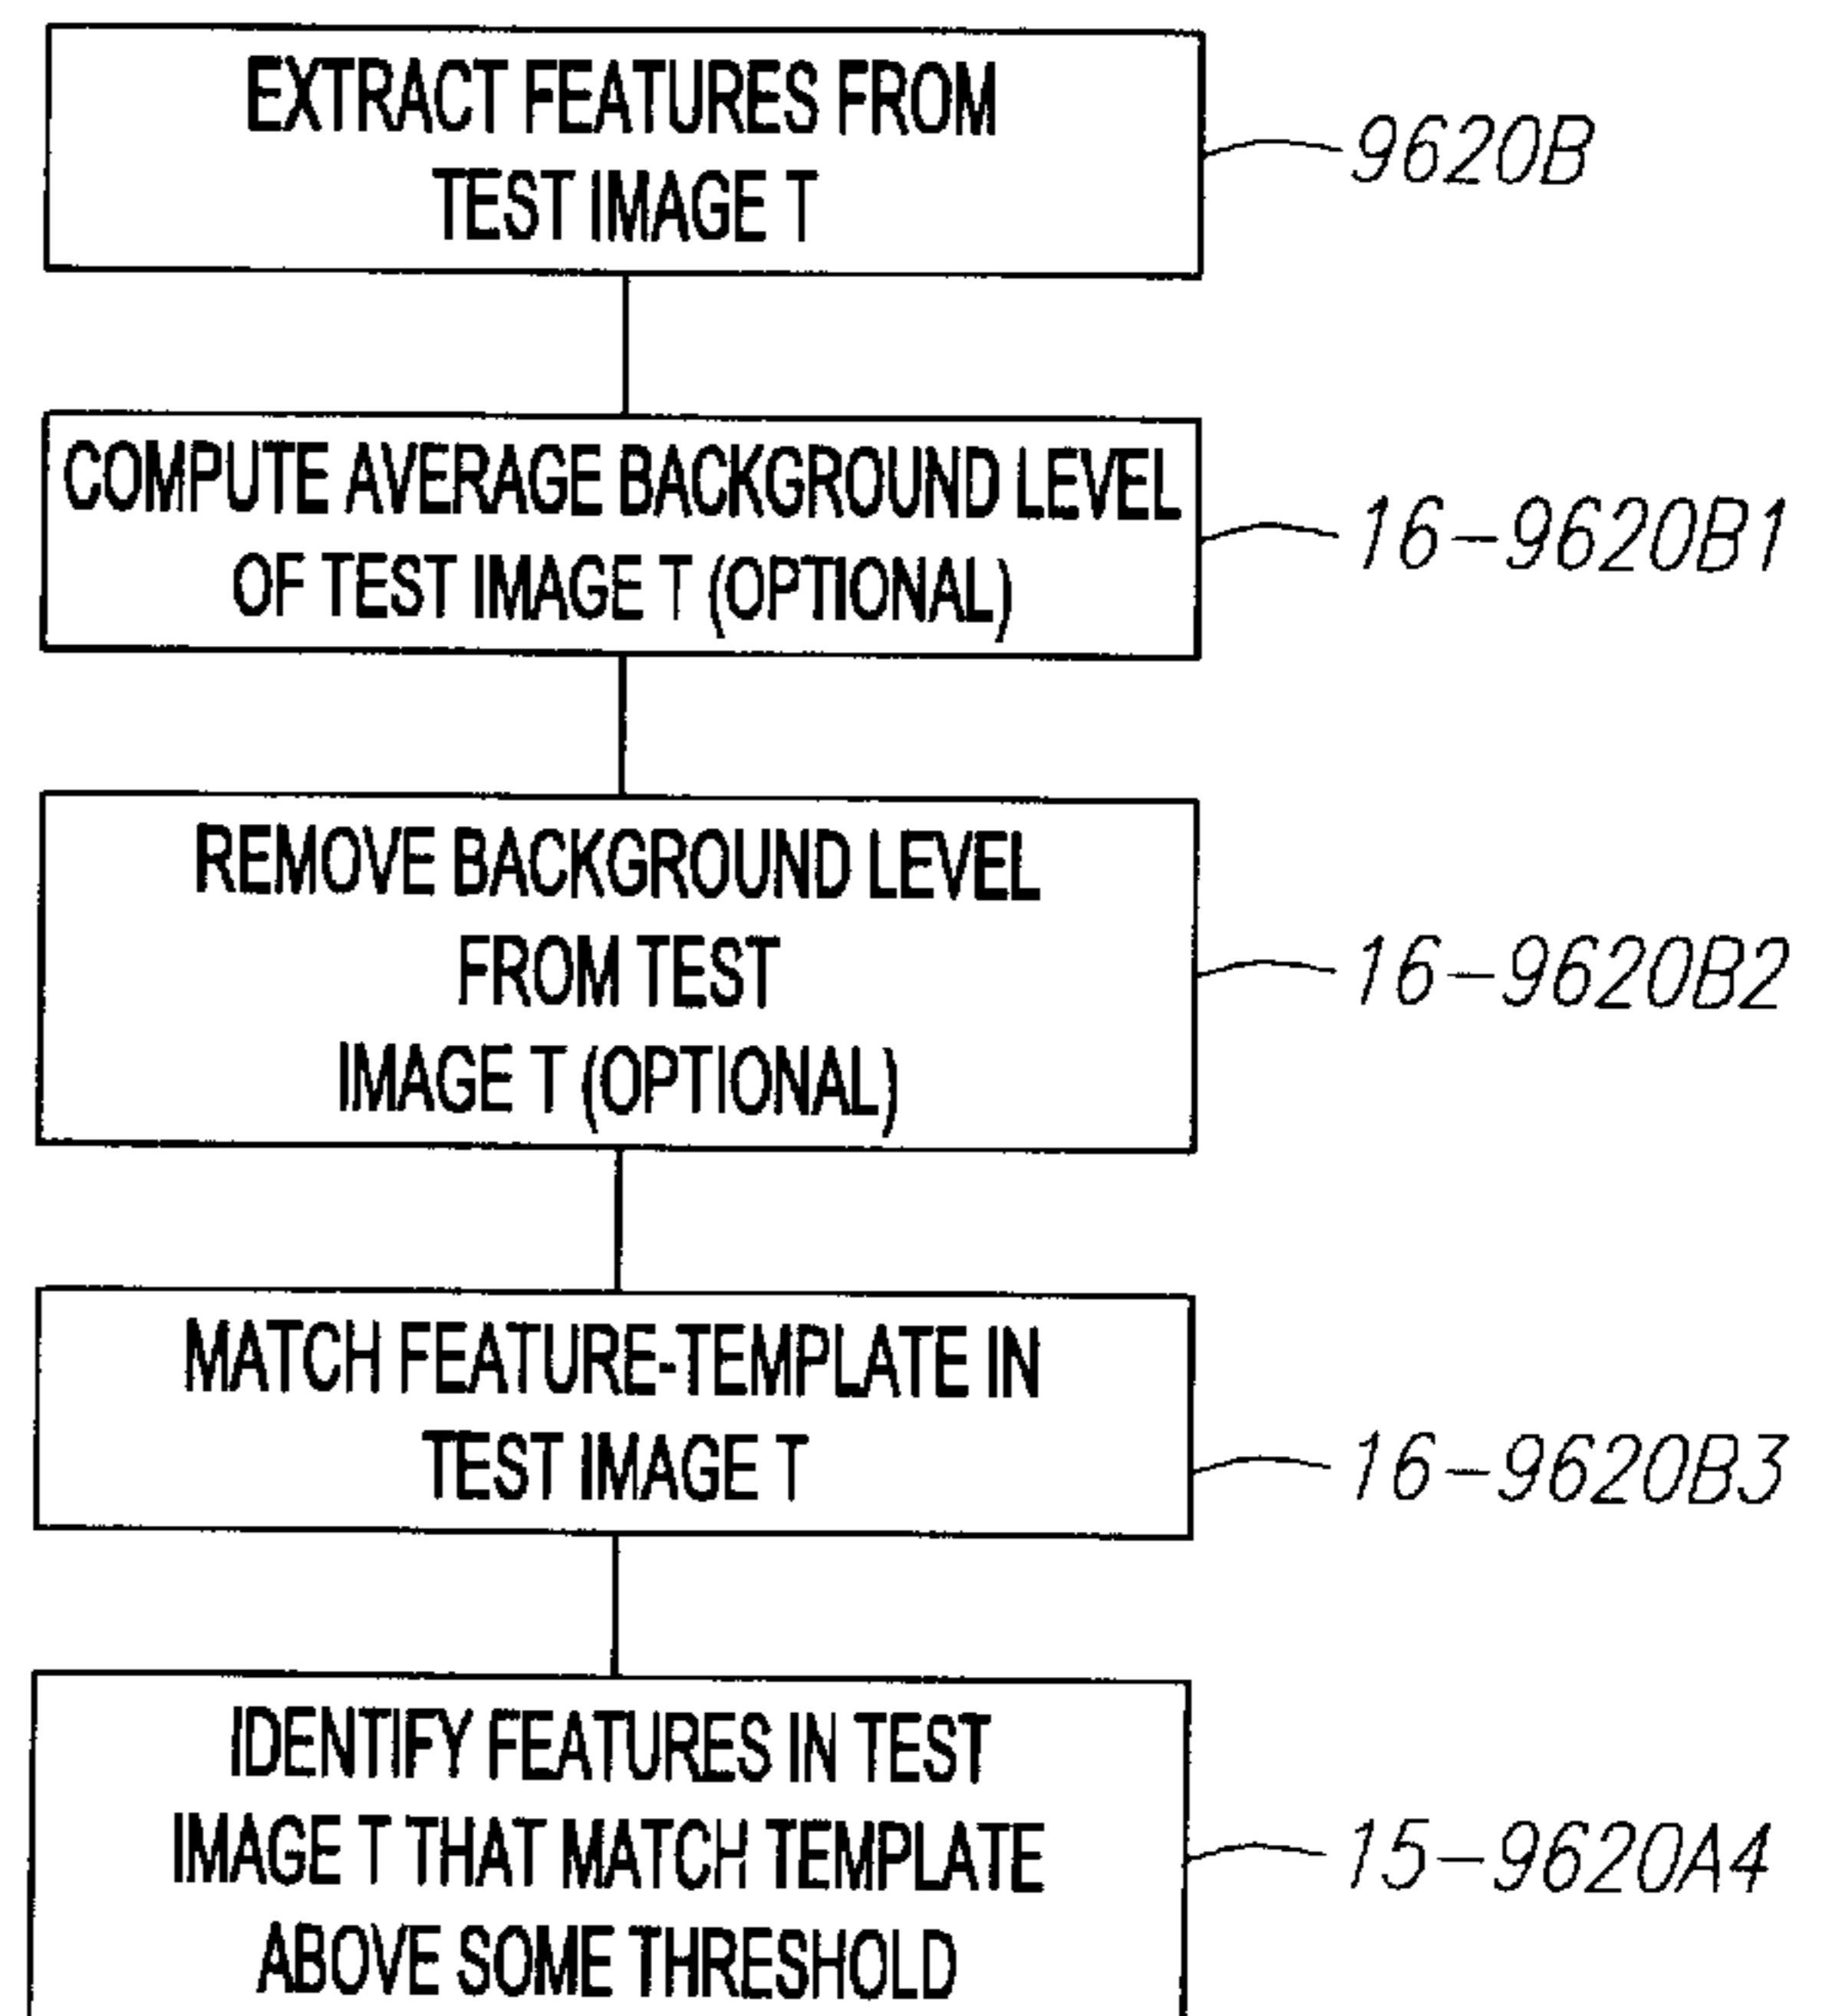 EXTRACT FEATURES FROM
TEST IMAGE T
9620B
COMPUTE AVERAGE BACKGROUND LEVEL
OF TEST IMAGE T (OPTIONAL)
16-9620B1
REMOVE BACKGROUND LEVEL
FROM TEST
IMAGE T (OPTIONAL)
16-9620B2
MATCH FEATURE-TEMPLATE IN
TEST IMAGE T
16-9620B3
IDENTIFY FEATURES IN TEST
IMAGE T THAT MATCH TEMPLATE
ABOVE SOME THRESHOLD
15-9620A4